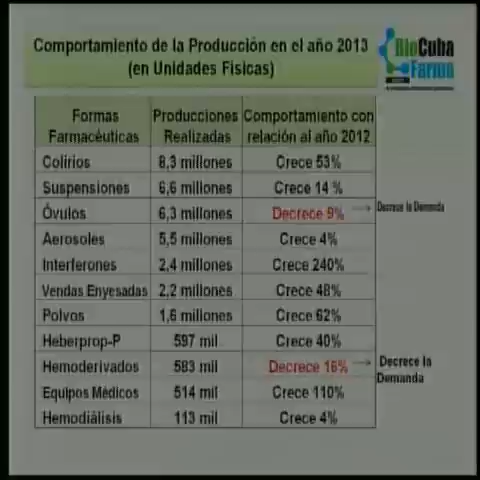 Comportamiento de la Producción en el año 2013
(en Unidades Físicas)
BioCuba
Farma
Formas Farmacéuticas Producciones Realizadas Comportamiento con relación al año 2012
Colirios 8,3 millones Crece 53%
Suspensiones 6,6 millones Crece 14 %
Óvulos 6,3 millones Decrece 9% Decrece la Demanda
Aerosoles 5,5 millones Crece 4%
Interferones 2,4 millones Crece 240%
Vendas Enyesadas 2,2 millones Crece 48%
Polvos 1,6 millones Crece 62%
Heberprop-P 597 mil Crece 40%
Hemoderivados 583 mil Decrece 16% Decrece la Demanda
Equipos Médicos 514 mil Crece 110%
Hemodiálisis 113 mil Crece 4%